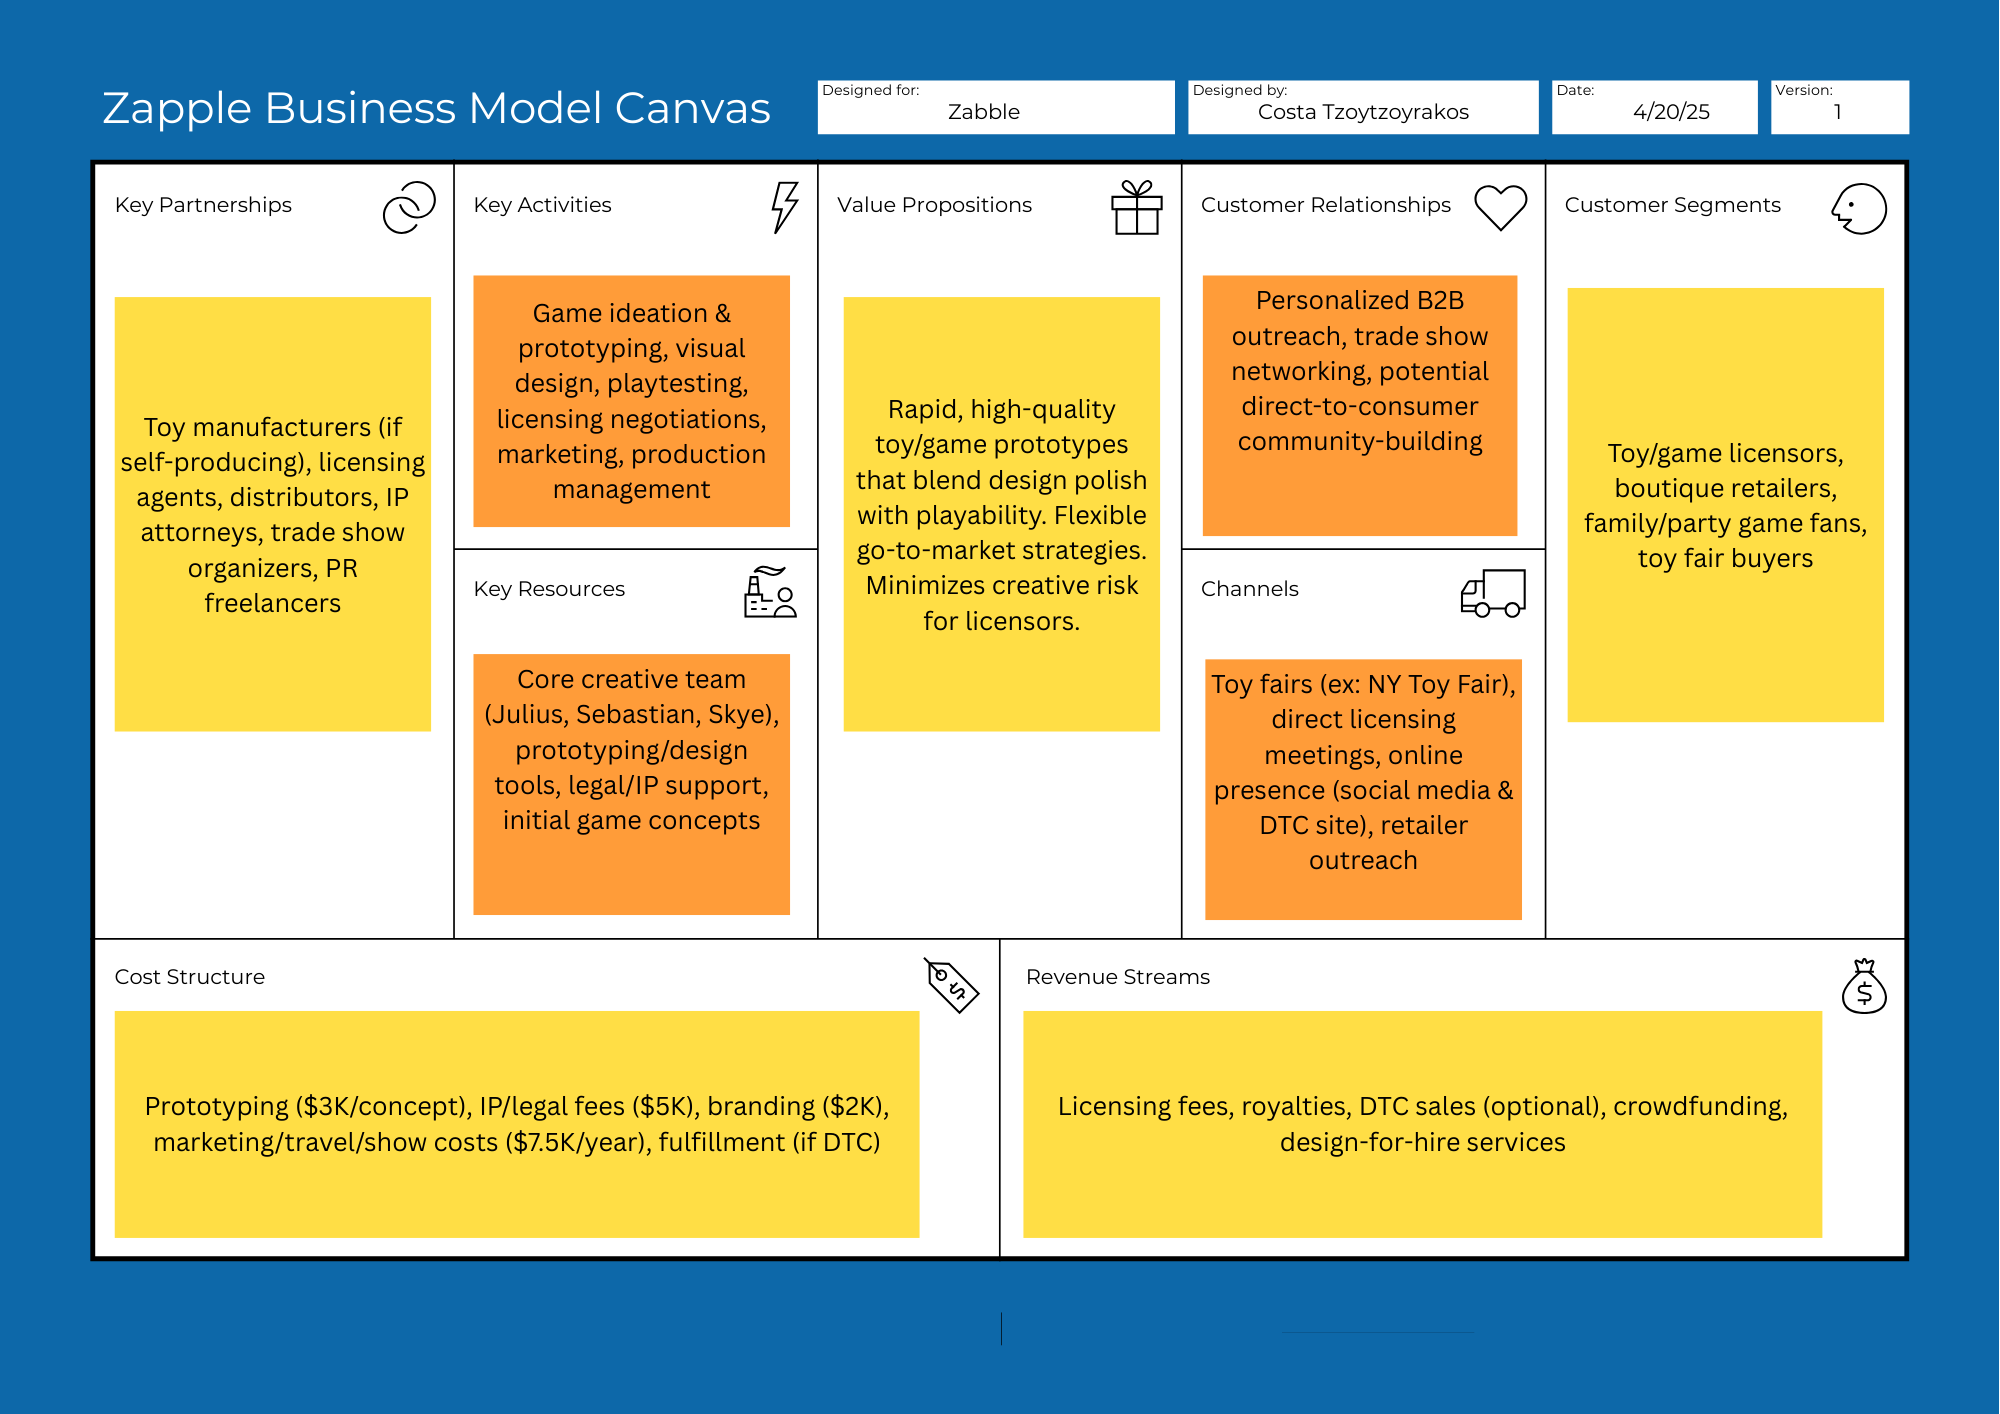 Zapple Business Model Canvas
Designed for:
Zabble
Designed by:
Costa Tzoytzoyrakos
Date:
4/20/25
Version:
1
Key Partnerships
Toy manufacturers (if
self-producing), licensing
agents, distributors, IP
attorneys, trade show
organizers, PR
freelancers
Key Activities
Game ideation &
prototyping, visual
design, playtesting,
licensing negotiations,
marketing, production
management
Key Resources
Core creative team
(Julius, Sebastian, Skye),
prototyping/design
tools, legal/IP support,
initial game concepts
Value Propositions
Rapid, high-quality
toy/game prototypes
that blend design polish
with playability. Flexible
go-to-market strategies.
Minimizes creative risk
for licensors.
Customer Relationships
Personalized B2B
outreach, trade show
networking, potential
direct-to-consumer
community-building
Channels
Toy fairs (ex: NY Toy Fair),
direct licensing
meetings, online
presence (social media &
DTC site), retailer
outreach
Customer Segments
Toy/game licensors,
boutique retailers,
family/party game fans,
toy fair buyers
Cost Structure
$
Prototyping ($3K/concept), IP/legal fees ($5K), branding ($2K),
marketing/travel/show costs ($7.5K/year), fulfillment (if DTC)
Revenue Streams
$
Licensing fees, royalties, DTC sales (optional), crowdfunding,
design-for-hire services